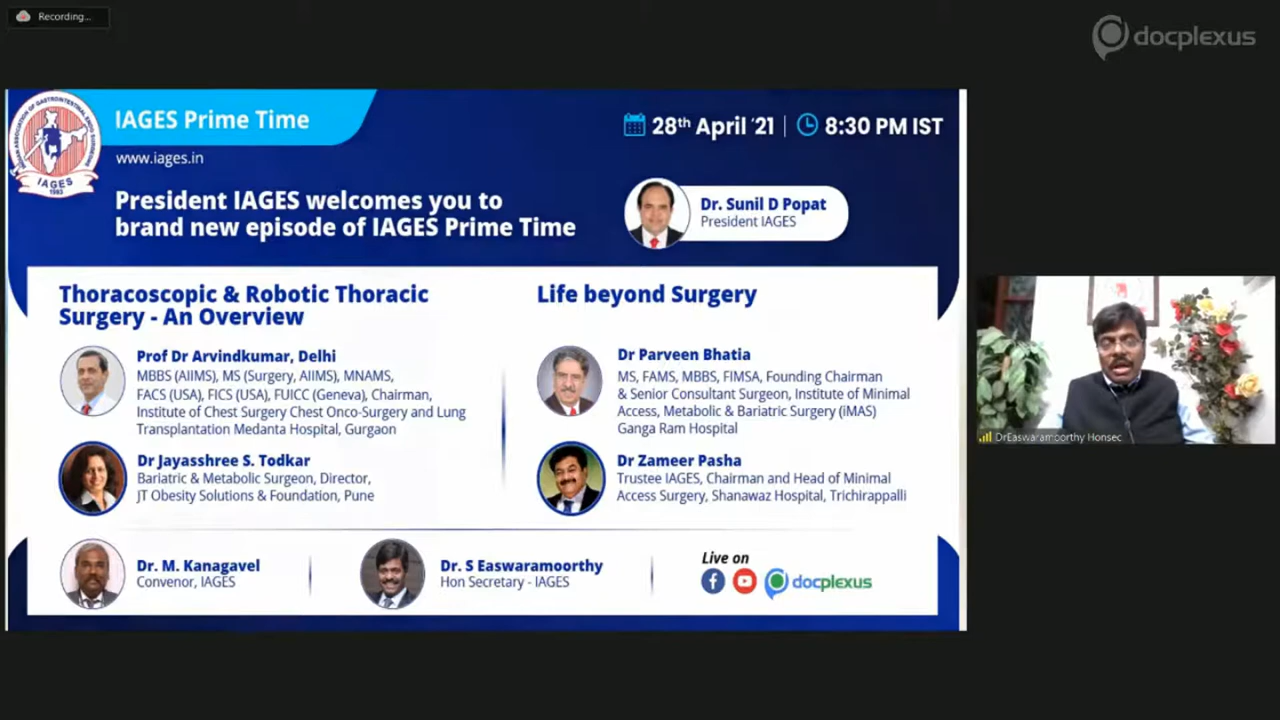 Recording...
docplexus
IAGES Prime Time
www.iages.in
28th April '21 | 8:30 PM IST
President IAGES welcomes you to
brand new episode of IAGES Prime Time
Dr. Sunil D Popat
President IAGES
IAGES
1993
Thoracoscopic & Robotic Thoracic
Surgery - An Overview
Prof Dr Arvindkumar, Delhi
MBBS (AIIMS), MS (Surgery, AIIMS), MNAMS,
FACS (USA), FICS (USA), FUICC (Geneva), Chairman,
Institute of Chest Surgery Chest Onco-Surgery and Lung
Transplantation Medanta Hospital, Gurgaon
Dr Jayasshree S. Todkar
Bariatric & Metabolic Surgeon, Director,
JT Obesity Solutions & Foundation, Pune
Life beyond Surgery
Dr Parveen Bhatia
MS, FAMS, MBBS, FIMSA, Founding Chairman
& Senior Consultant Surgeon, Institute of Minimal
Access, Metabolic & Bariatric Surgery (iMAS)
Ganga Ram Hospital
Dr Zameer Pasha
Trustee IAGES, Chairman and Head of Minimal
Access Surgery, Shanawaz Hospital, Trichirappalli
Dr. M. Kanagavel
Convenor, IAGES
Dr. S Easwaramoorthy
Hon Secretary - IAGES
Live on
docplexus
DrEaswaramoorthy Honsec